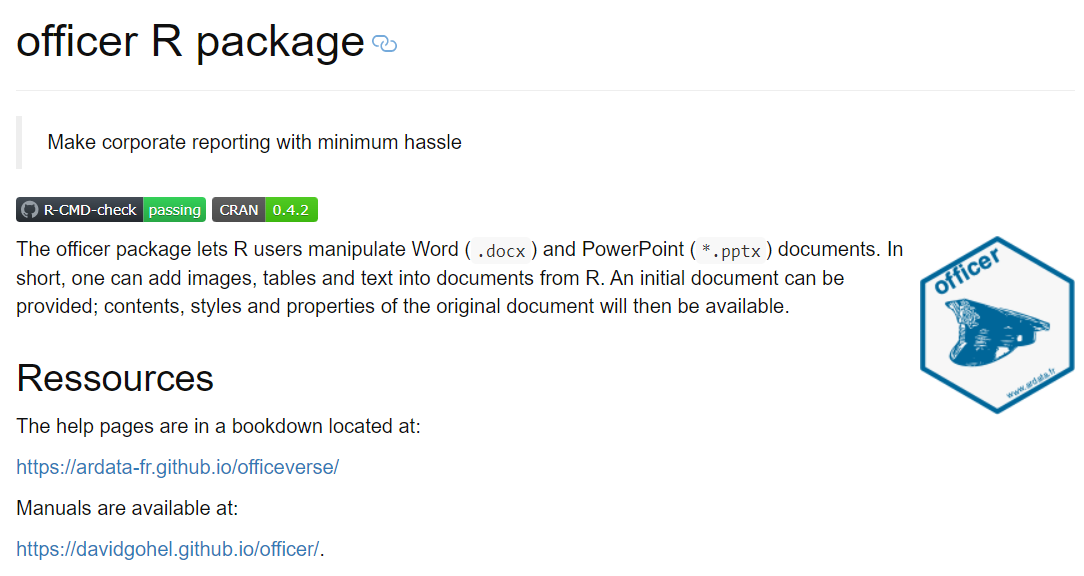 officer R package
Make corporate reporting with minimum hassle
R-CMD-check passing CRAN 0.4.2
The officer package lets R users manipulate Word ( .docx ) and PowerPoint ( *.pptx ) documents. In
short, one can add images, tables and text into documents from R. An initial document can be
provided; contents, styles and properties of the original document will then be available.
officer
www.ardata.fr
Ressources
The help pages are in a bookdown located at:
https://ardata-fr.github.io/officeverse/
Manuals are available at:
https://davidgohel.github.io/officer/.